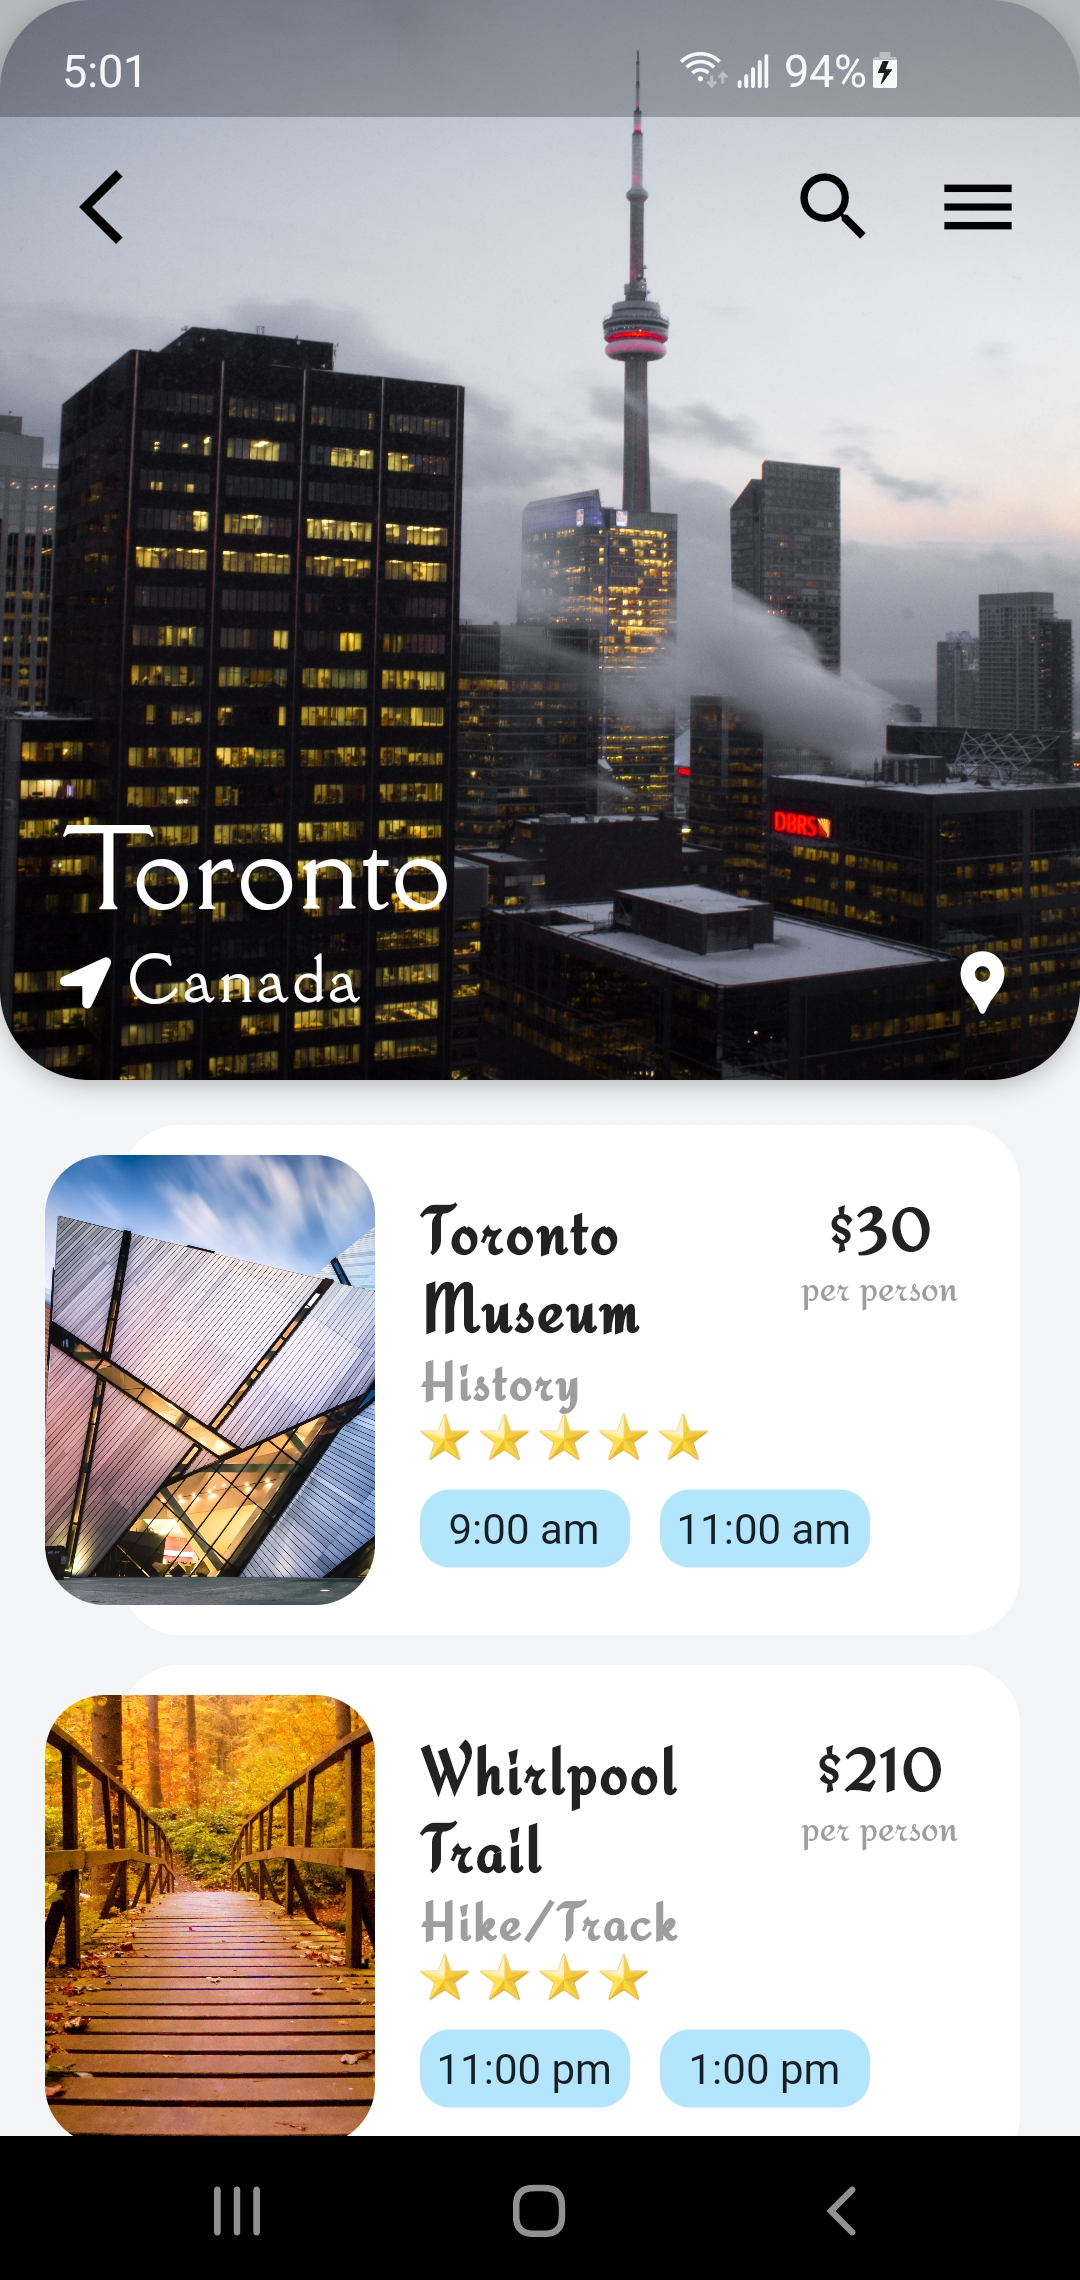 5:01
94%
DBRS
Toronto
Canada
Toronto
Museum
$30
per person
History
9:00 am
11:00 am
Whirlpool
Trail
$210
per person
Hike/Track
11:00 pm
1:00 pm